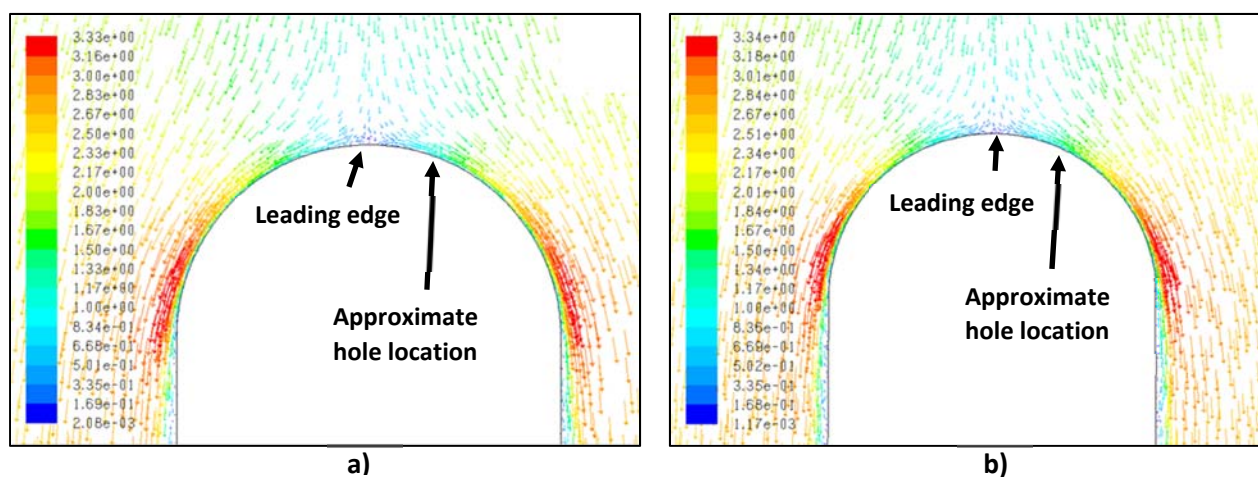 3.33e+00
3.16e+00
3.00e+00
2.83e+00
2.67e+00
2.50e+00
2.33e+00
2.17e+00
2.00e+00
1.83e+00
1.67e+00
1.50e+00
1.33e+00
1.17e+00
1.00e+00
8.34e-01
6.68e-01
5.01e-01
3.35e-01
1.69e-01
2.08e-03
Leading edge
Approximate
hole location
a)
3.34e+00
3.18e+00
3.01e+00
2.84e+00
2.67e+00
2.51e+00
2.34e+00
2.17e+00
2.01e+00
1.84e+00
1.67e+00
1.50e+00
1.34e+00
1.17e+00
1.00e+00
8.36e-01
6.69e-01
5.02e-01
3.35e-01
1.68e-01
1.17e-03
Leading edge
Approximate
hole location
b)